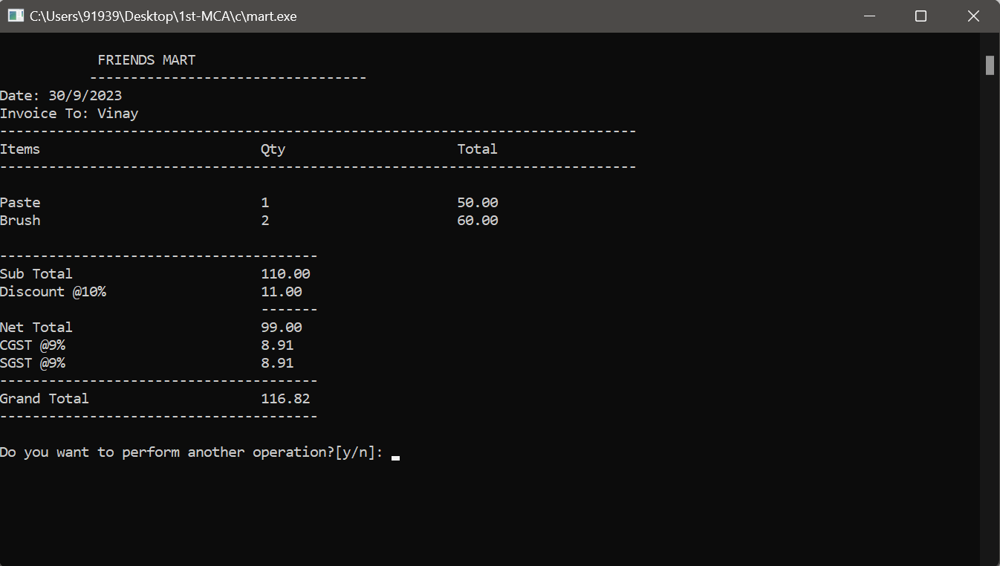 C:\Users\91939\Desktop\1st-MCA\c\mart.exe
FRIENDS MART
----------------------------------
Date: 30/9/2023
Invoice To: Vinay
------------------------------------------------------------------------------
Items Qty Total
------------------------------------------------------------------------------
Paste 1 50.00
Brush 2 60.00
---------------------------------------
Sub Total 110.00
Discount @10% 11.00
-------
Net Total 99.00
CGST @9% 8.91
SGST @9% 8.91
---------------------------------------
Grand Total 116.82
---------------------------------------
Do you want to perform another operation?[y/n]: